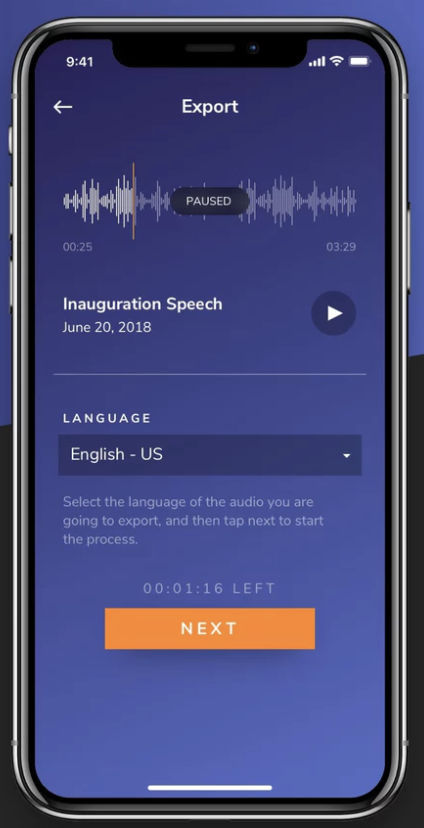 9:41
Export
PAUSED
00:25
03:29
Inauguration Speech
June 20, 2018
LANGUAGE
English - US
Select the language of the audio you are
going to export, and then tap next to start
the process.
00:01:16 LEFT
NEXT